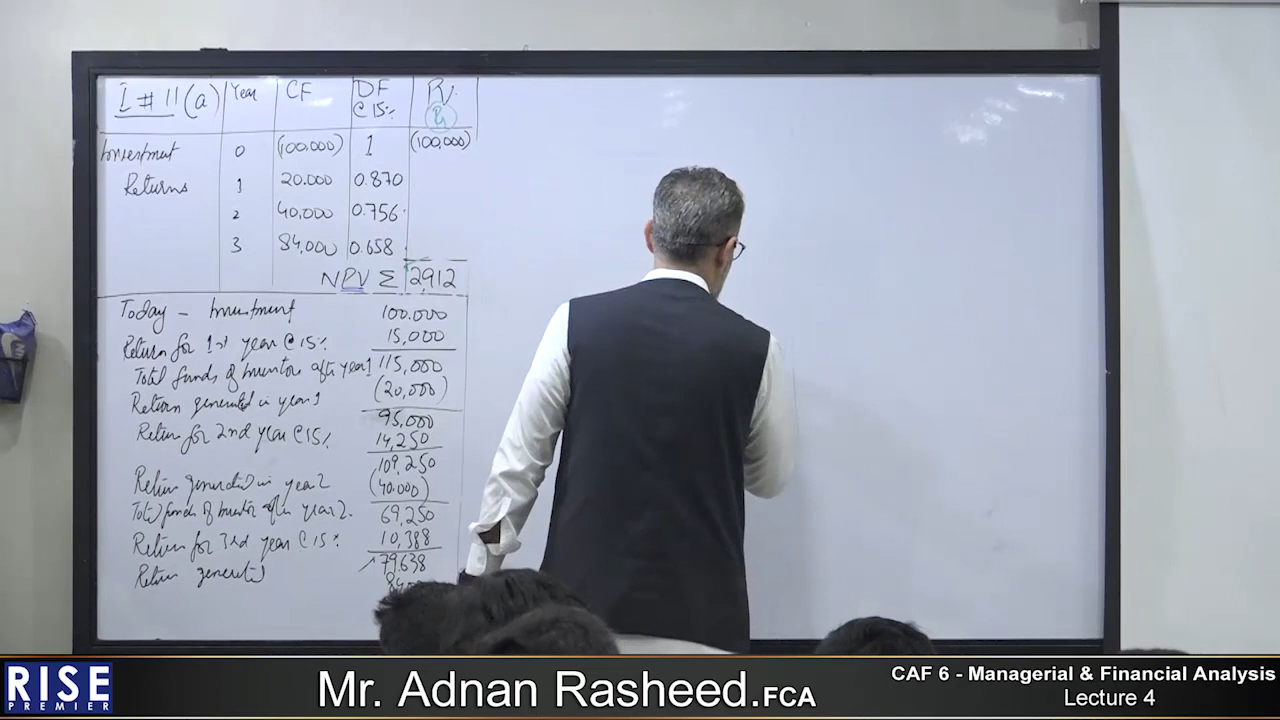 I # 11 (a) Year CF DF @ 15% P.V.
Investment 0 (100,000) 1 (100,000)
Returns 1 20.000 0.870
2 40,000 0.756
3 84,000 0.658
NPV Σ 2,912
Today - Investment 100.000
Return for 1st year @ 15% 15,000
Total funds of Investors after year 1 115,000
Return generated in year 1 (20,000)
95,000
Return for 2nd year @ 15% 14,250
109,250
Return generated in year 2 (40.000)
Total funds of Investor after year 2. 69,250
Return for 3rd year @ 15% 10,388
79,638
Return generated
RISE
PREMIER
Mr. Adnan Rasheed.FCA
CAF 6 - Managerial & Financial Analysis
Lecture 4